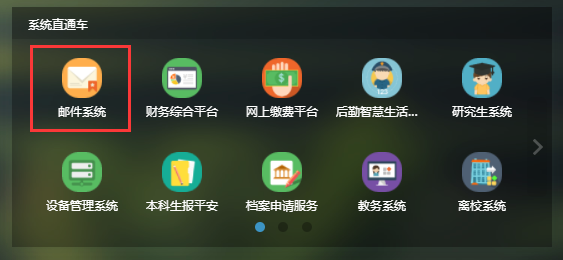 系统直通车
邮件系统 财务综合平台 网上缴费平台 后勤智慧生活... 研究生系统
123
设备管理系统 本科生报平安 档案申请服务 教务系统 离校系统